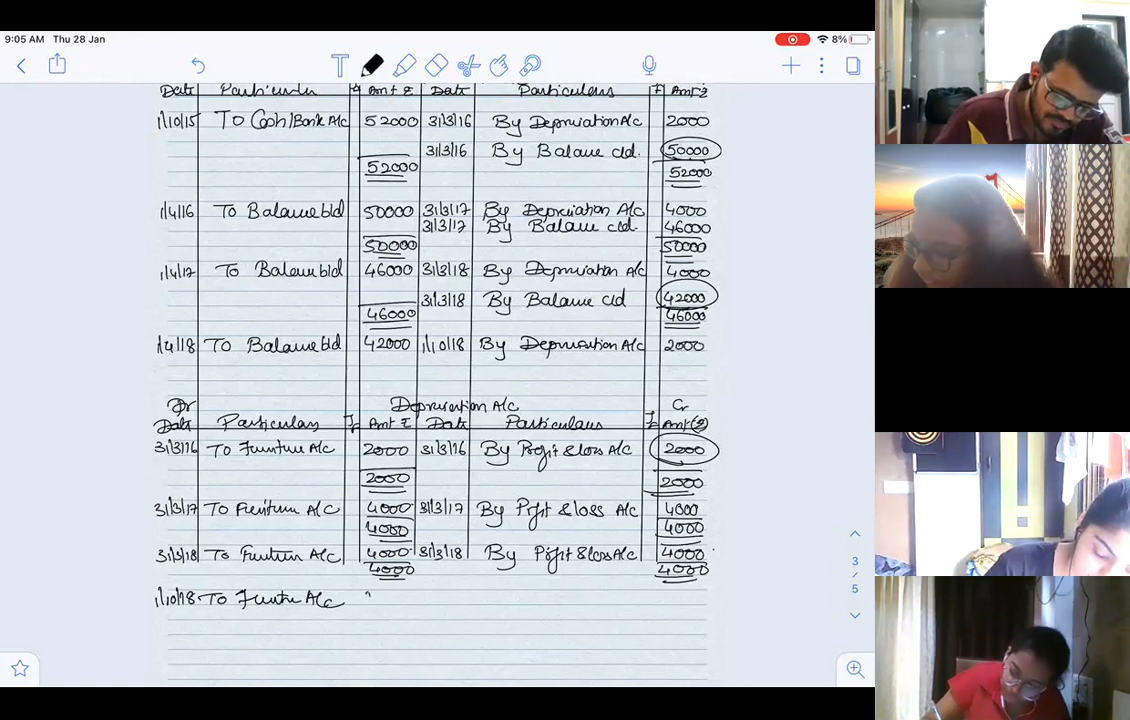 9:05 AM Thu 28 Jan 8%
Date Particulars Amt ₹ Date Particulars Amt ₹
1/10/15 To Cash/Bank A/c 52000 31/3/16 By Depreciation A/c 2000
31/3/16 By Balance c/d. 50000
52000 52000
1/4/16 To Balance b/d 50000 31/3/17 By Depreciation A/c 4000
31/3/17 By Balance c/d. 46000
50000 50000
1/4/17 To Balance b/d 46000 31/3/18 By Depreciation A/c 4000
31/3/18 By Balance c/d 42000
46000 46000
1/4/18 To Balance b/d 42000 1/10/18 By Depreciation A/c 2000
Dr Depreciation A/c Cr
Date Particulars Amt ₹ Date Particulars Amt (₹)
31/3/16 To Furniture A/c 2000 31/3/16 By Profit & loss A/c 2000
2000 2000
31/3/17 To Furniture A/c 4000 31/3/17 By Profit & loss A/c 4000
4000 4000
31/3/18 To Furniture A/c 4000 31/3/18 By Profit & loss A/c 4000
4000 4000
1/10/18 To Furniture A/c
3
/
5